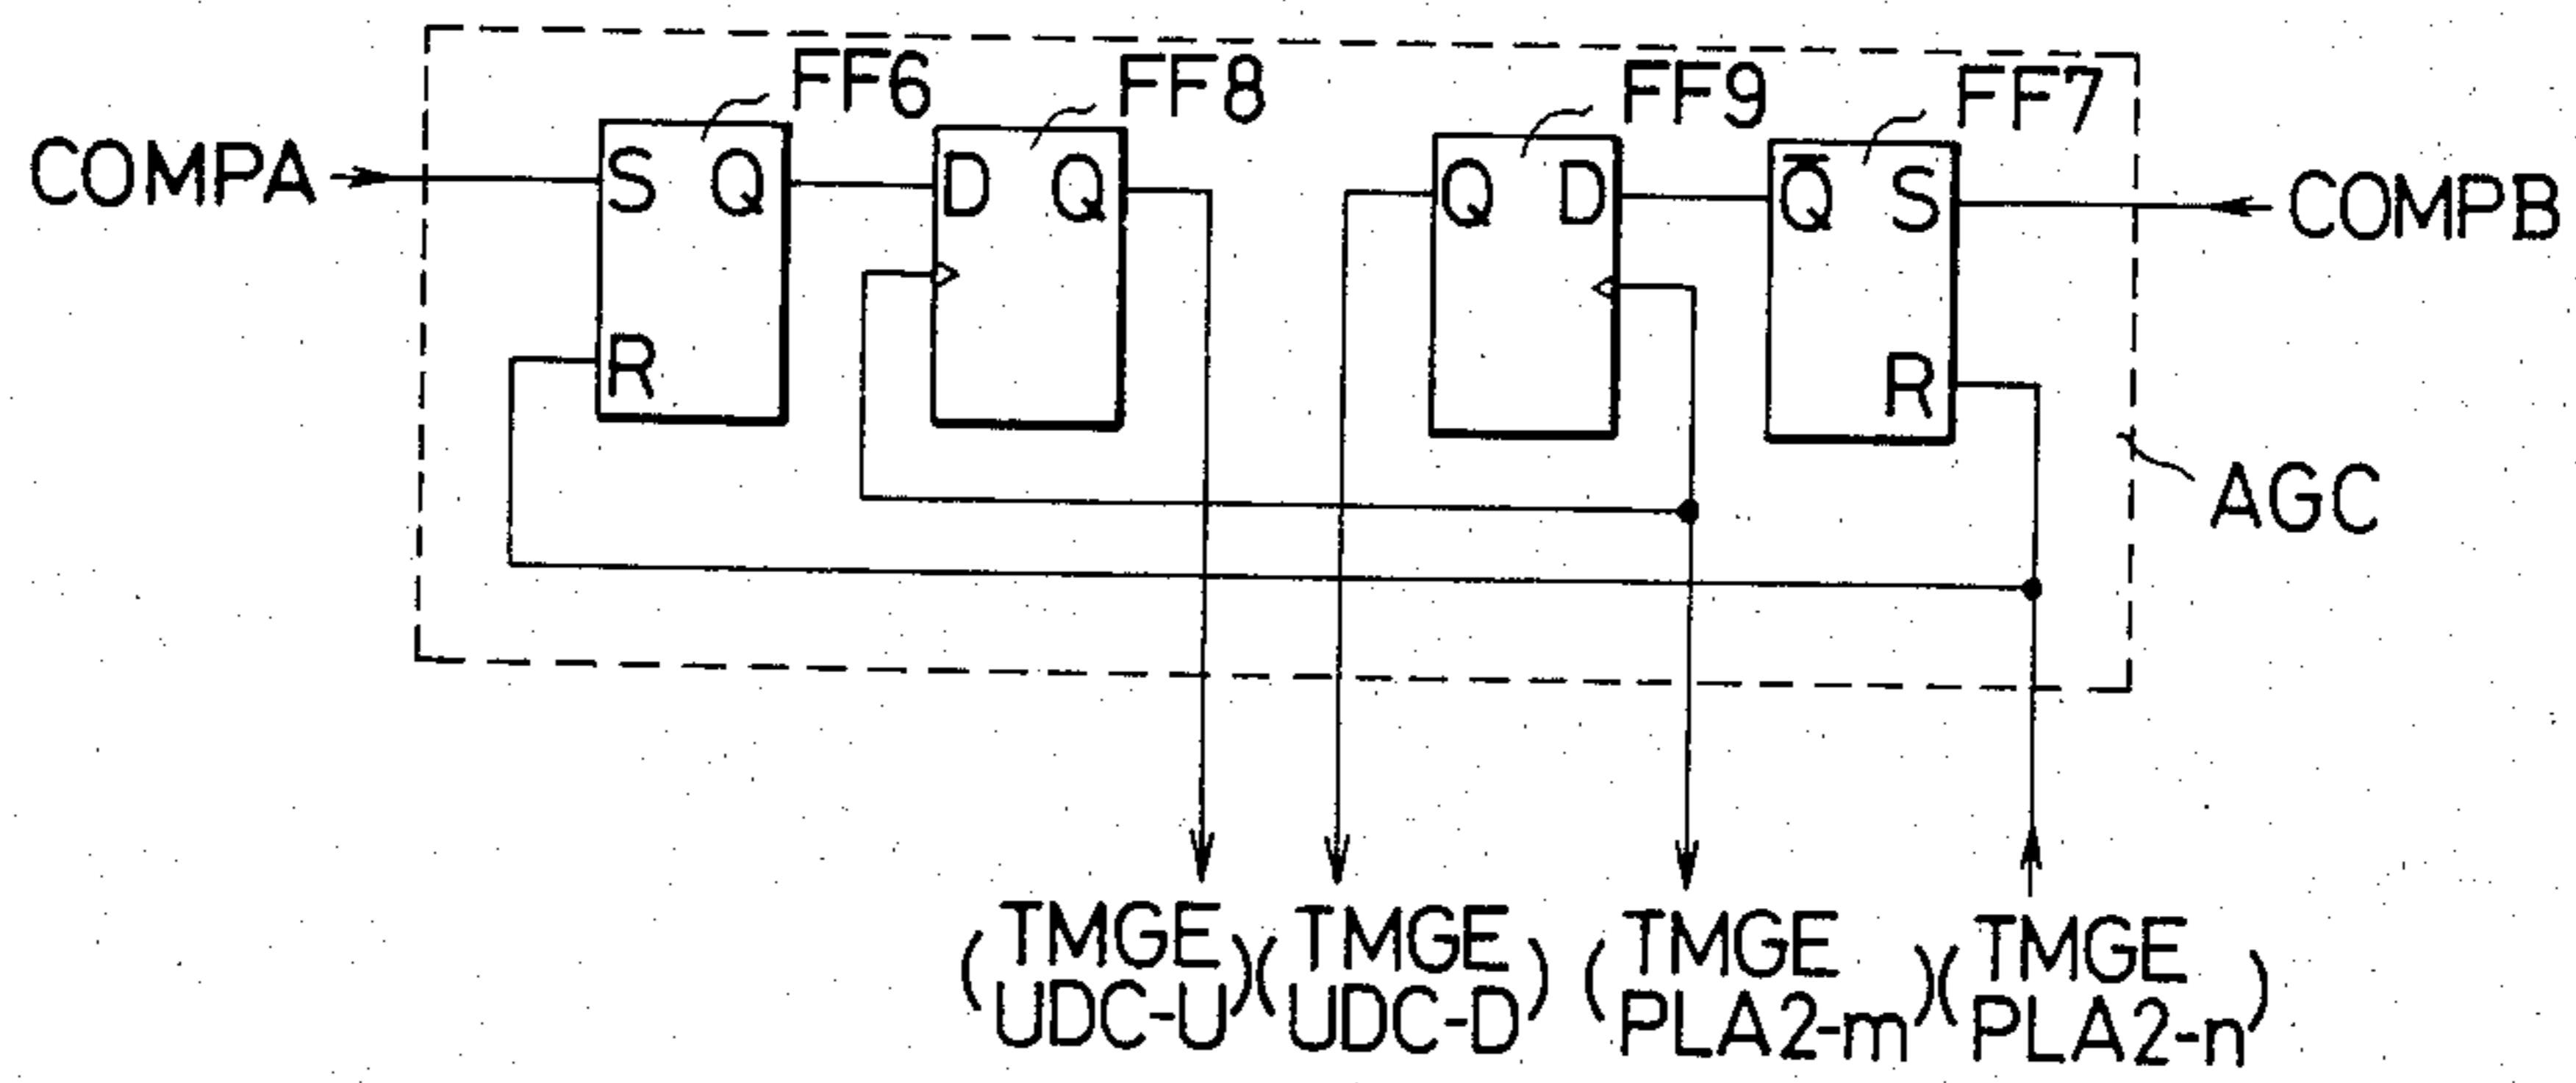 FF6
FF8
FF9
FF7
COMPA
S Q
D Q
Q D
Q̅ S
COMPB
R
R
AGC
(TMGE
UDC-U)
(TMGE
UDC-D)
(TMGE
PLA2-m)
(TMGE
PLA2-n)